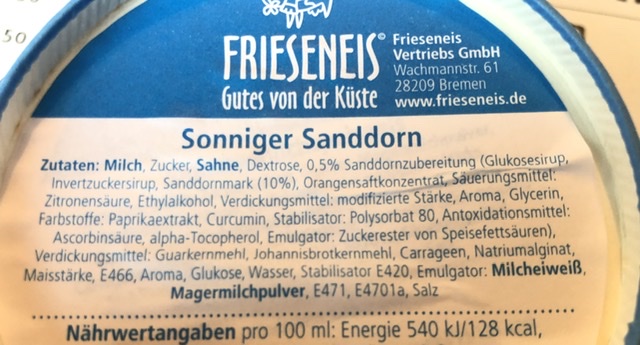 50
FRIESENEIS©
Gutes von der Küste
Frieseneis
Vertriebs GmbH
Wachmannstr. 61
28209 Bremen
www.frieseneis.de
Sonniger Sanddorn
Zutaten: Milch, Zucker, Sahne, Dextrose, 0,5% Sanddornzubereitung (Glukosesirup,
Invertzuckersirup, Sanddornmark (10%), Orangensaftkonzentrat, Säuerungsmittel:
Zitronensäure, Ethylalkohol, Verdickungsmittel: modifizierte Stärke, Aroma, Glycerin,
Farbstoffe: Paprikaextrakt, Curcumin, Stabilisator: Polysorbat 80, Antoxidationsmittel:
Ascorbinsäure, alpha-Tocopherol, Emulgator: Zuckerester von Speisefettsäuren),
Verdickungsmittel: Guarkernmehl, Johannisbrotkernmehl, Carrageen, Natriumalginat,
Maisstärke, E466, Aroma, Glukose, Wasser, Stabilisator E420, Emulgator: Milcheiweiß,
Magermilchpulver, E471, E4701a, Salz
Nährwertangaben pro 100 ml: Energie 540 kJ/128 kcal,